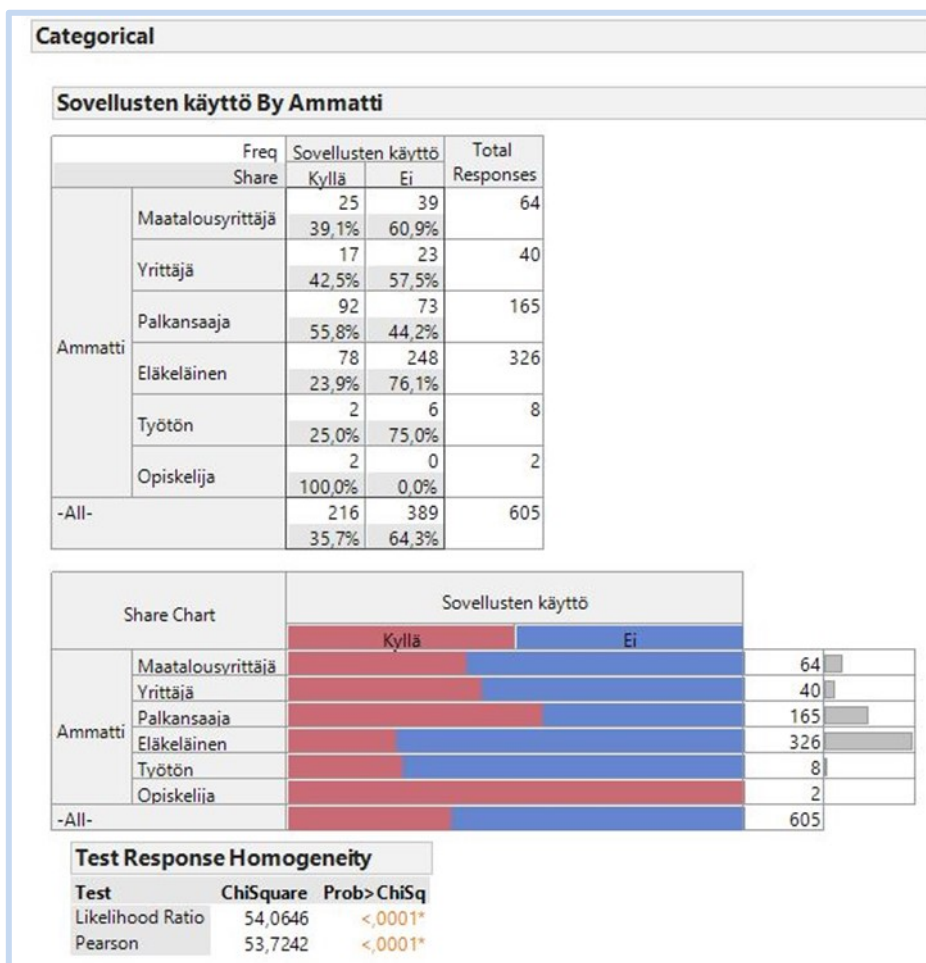 Categorical
Sovellusten käyttö By Ammatti
Freq Sovellusten käyttö Total
Share Kyllä Ei Responses
Ammatti
Maatalousyrittäjä 25 39 64
39,1% 60,9%
Yrittäjä 17 23 40
42,5% 57,5%
Palkansaaja 92 73 165
55,8% 44,2%
Eläkeläinen 78 248 326
23,9% 76,1%
Työtön 2 6 8
25,0% 75,0%
Opiskelija 2 0 2
100,0% 0,0%
-All- 216 389 605
35,7% 64,3%
Share Chart Sovellusten käyttö
Kyllä Ei
Ammatti
Maatalousyrittäjä 64
Yrittäjä 40
Palkansaaja 165
Eläkeläinen 326
Työtön 8
Opiskelija 2
-All- 605
Test Response Homogeneity
Test ChiSquare Prob>ChiSq
Likelihood Ratio 54,0646 <,0001*
Pearson 53,7242 <,0001*